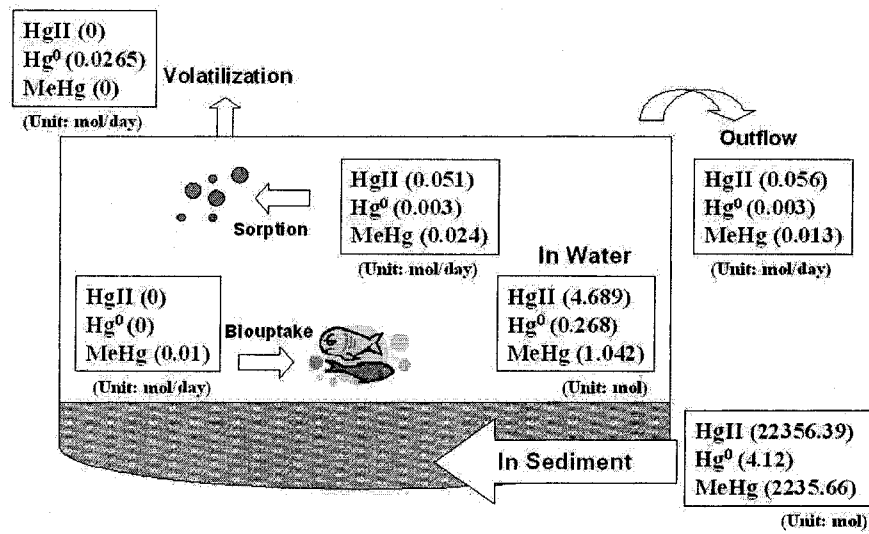 HgII (0)
Hg⁰ (0.0265)
MeHg (0)
(Unit: mol/day)
Volatilization
Outflow
HgII (0.056)
Hg⁰ (0.003)
MeHg (0.013)
(Unit: mol/day)
HgII (0.051)
Hg⁰ (0.003)
MeHg (0.024)
(Unit: mol/day)
Sorption
In Water
HgII (4.689)
Hg⁰ (0.268)
MeHg (1.042)
(Unit: mol)
HgII (0)
Hg⁰ (0)
MeHg (0.01)
(Unit: mol/day)
Biouptake
In Sediment
HgII (22356.39)
Hg⁰ (4.12)
MeHg (2235.66)
(Unit: mol)